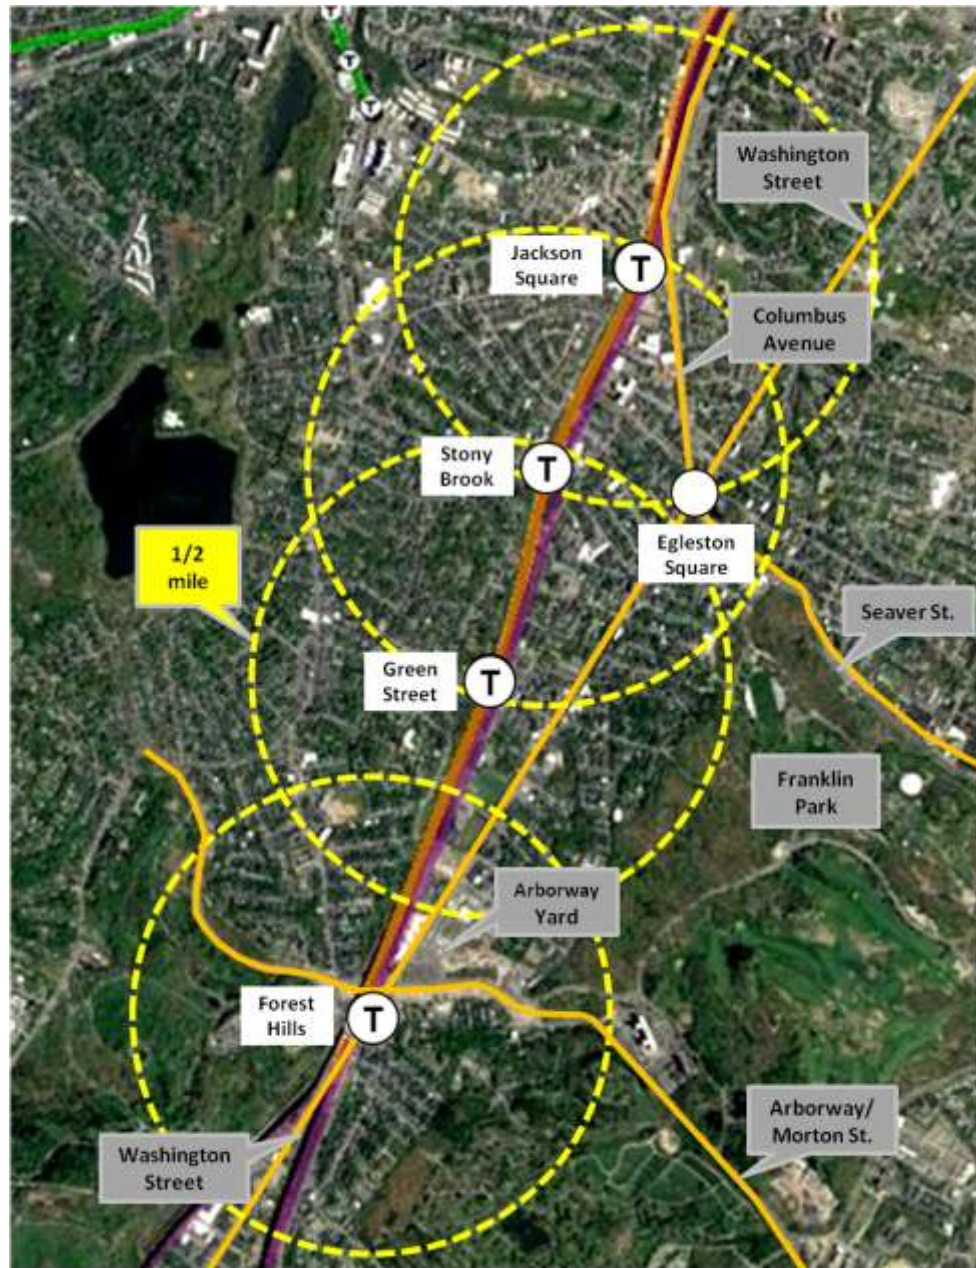 T
T
Washington
Street
Jackson
Square
T
Columbus
Avenue
Stony
Brook
T
Egleston
Square
1/2
mile
Seaver St.
Green
Street
T
Franklin
Park
Arborway
Yard
Forest
Hills
T
Arborway/
Morton St.
Washington
Street